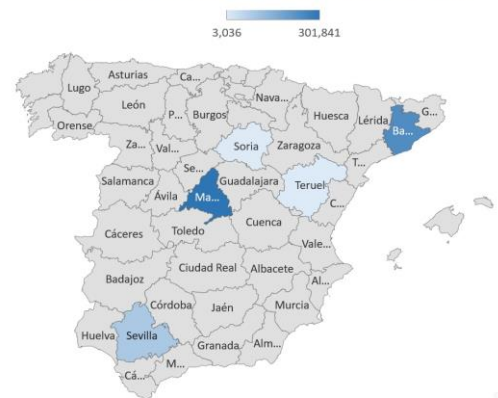 3,036 301,841
Asturias Ca...
Lugo
León P... Burgos Nava...
Huesca Lérida G...
Orense
Ba...
Za... Val... Soria Zaragoza
T...
Se...
Salamanca Guadalajara Teruel
Ávila Ma... C...
Cáceres Toledo Cuenca
Vale...
Badajoz Ciudad Real Albacete
Al...
Córdoba Jaén Murcia
Huelva Sevilla
Granada Alm...
Cá... M...